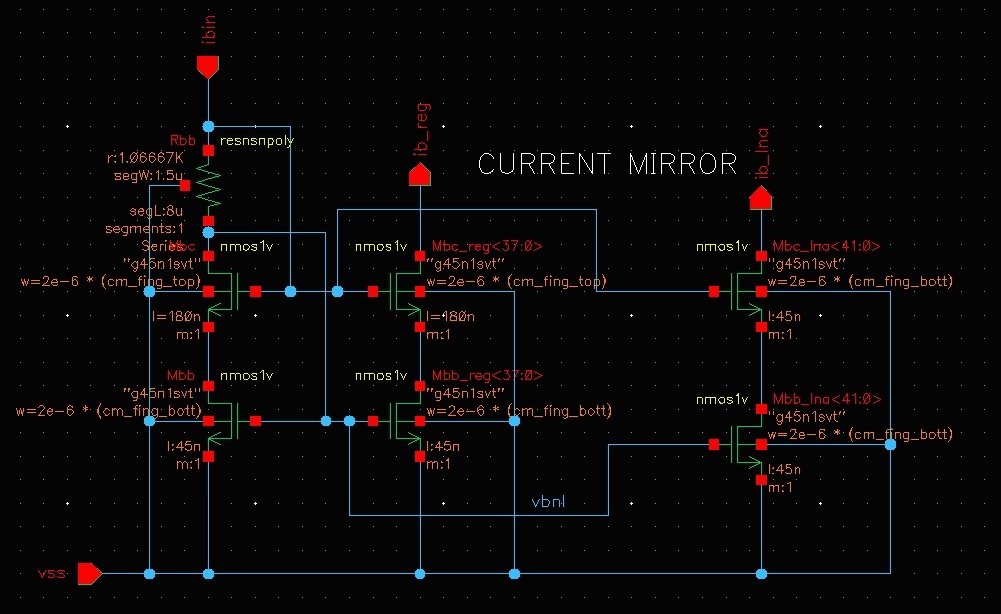 ibin
ib_reg
ib_lna
CURRENT MIRROR
Rbb
resnsnpoly
r:1.06667K
segW:1.5u
segL:8u
segments:1
Series
Mbc
nmos1v
"g45n1svt"
w=2e-6 * (cm_fing_top)
l=180n
m:1
nmos1v
Mbc_reg<37:0>
"g45n1svt"
w=2e-6 * (cm_fing_top)
l=180n
m:1
nmos1v
Mbc_lna<41:0>
"g45n1svt"
w=2e-6 * (cm_fing_bott)
l:45n
m:1
Mbb
nmos1v
"g45n1svt"
w=2e-6 * (cm_fing_bott)
l:45n
m:1
nmos1v
Mbb_reg<37:0>
"g45n1svt"
w=2e-6 * (cm_fing_bott)
l:45n
m:1
nmos1v
Mbb_lna<41:0>
"g45n1svt"
w=2e-6 * (cm_fing_bott)
l:45n
m:1
vbnl
vss